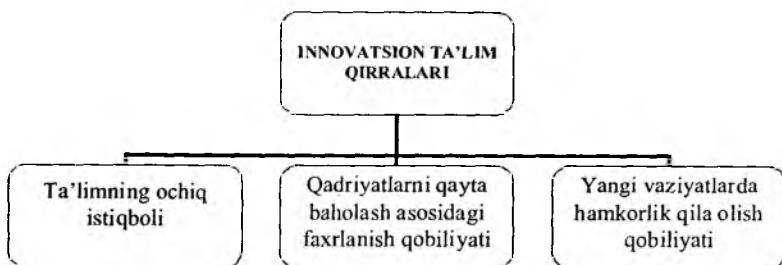 INNOVATSION TA'LIM
QIRRALARI
Ta'limning ochiq
istiqboli
Qadriyatlarni qayta
baholash asosidagi
faxrlanish qobiliyati
Yangi vaziyatlarda
hamkorlik qila olish
qobiliyati